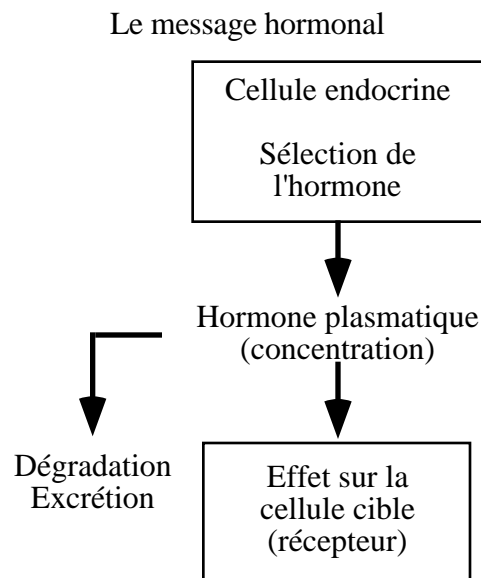 Le message hormonal
Cellule endocrine
Sélection de
l'hormone
Hormone plasmatique
(concentration)
Dégradation
Excrétion
Effet sur la
cellule cible
(récepteur)